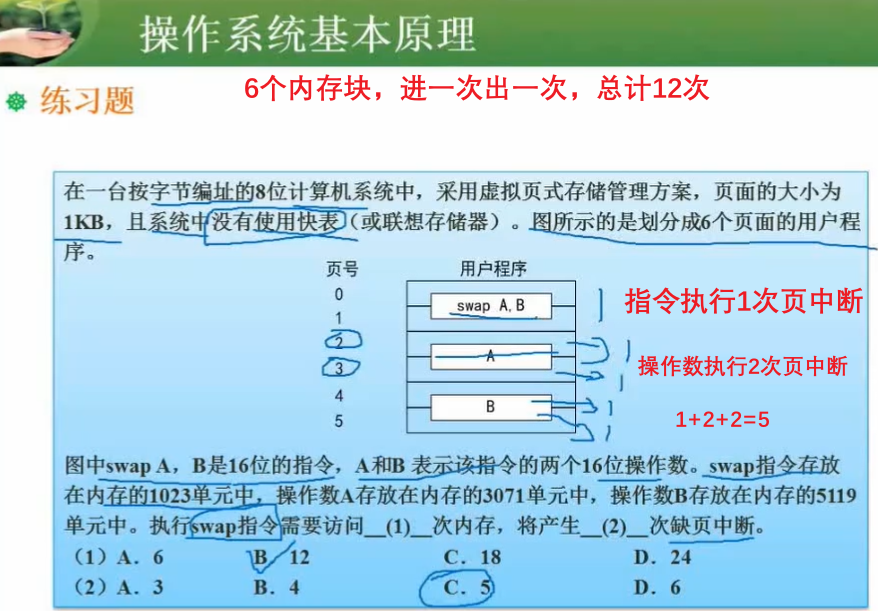 操作系统基本原理
6个内存块，进一次出一次，总计12次
练习题
在一台按字节编址的8位计算机系统中，采用虚拟页式存储管理方案，页面的大小为
1KB，且系统中没有使用快表（或联想存储器）。图所示的是划分成6个页面的用户程
序。
页号
用户程序
0
swap A,B
1
指令执行1次页中断
2
A
3
操作数执行2次页中断
4
B
5
1+2+2=5
图中swap A，B是16位的指令，A和B 表示该指令的两个16位操作数。swap指令存放
在内存的1023单元中，操作数A存放在内存的3071单元中，操作数B存放在内存的5119
单元中。执行swap指令需要访问__(1)__次内存，将产生__(2)__次缺页中断。
（1）A．6 B．12 C．18 D．24
（2）A．3 B．4 C．5 D．6